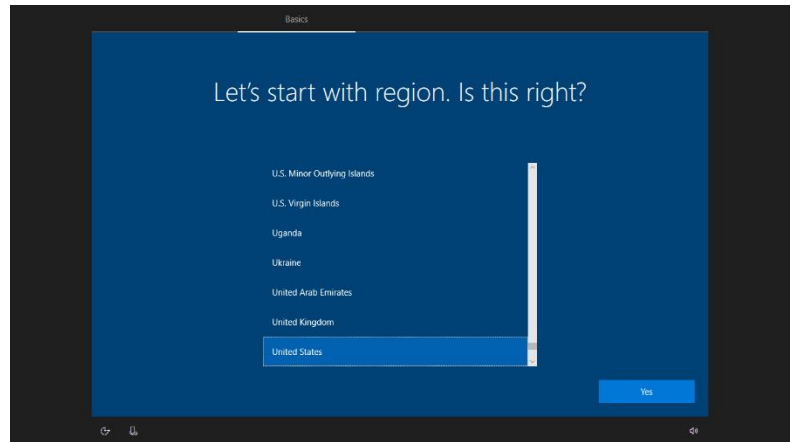 Basics
Let's start with region. Is this right?
U.S. Minor Outlying Islands
U.S. Virgin Islands
Uganda
Ukraine
United Arab Emirates
United Kingdom
United States
Yes